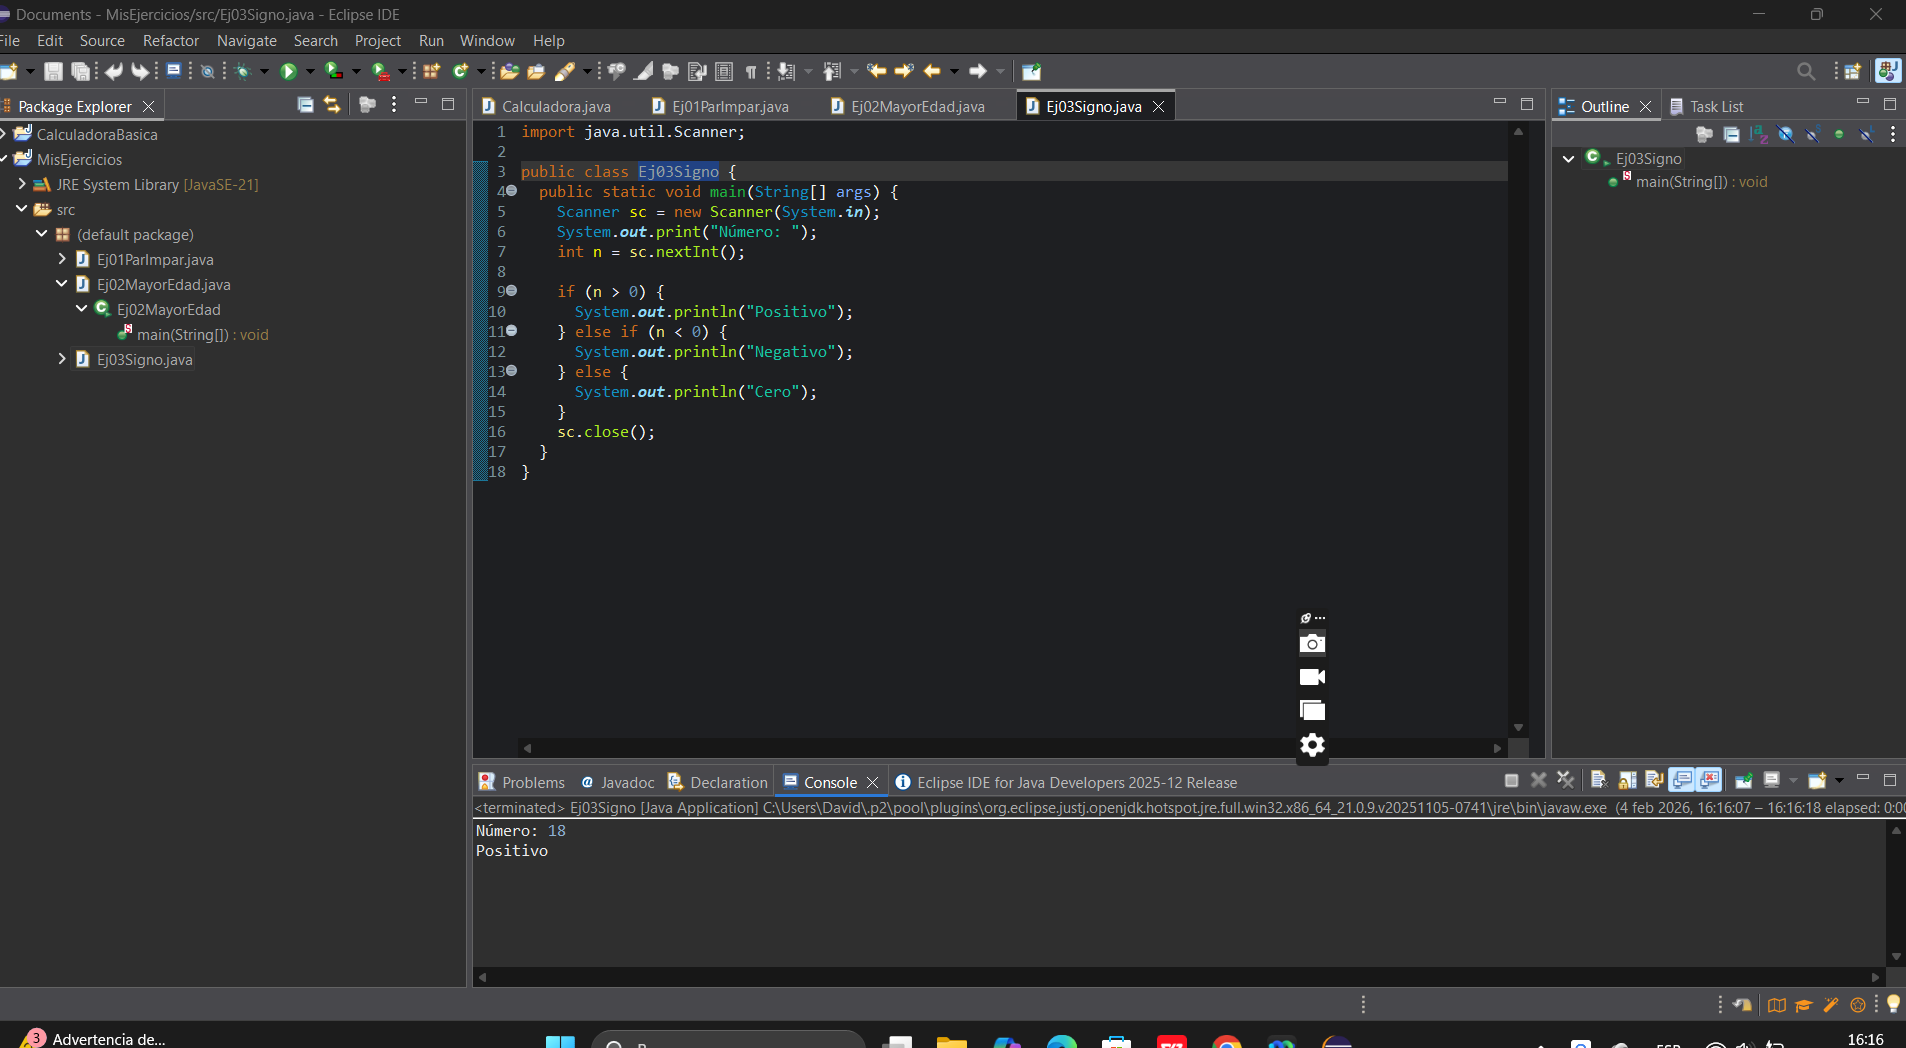 Documents - MisEjercicios/src/Ej03Signo.java - Eclipse IDE
File Edit Source Refactor Navigate Search Project Run Window Help
Package Explorer
CalculadoraBasica
MisEjercicios
JRE System Library [JavaSE-21]
src
(default package)
Ej01ParImpar.java
Ej02MayorEdad.java
Ej02MayorEdad
main(String[]) : void
Ej03Signo.java
Calculadora.java Ej01ParImpar.java Ej02MayorEdad.java Ej03Signo.java
1 import java.util.Scanner;
2
3 public class Ej03Signo {
4 public static void main(String[] args) {
5 Scanner sc = new Scanner(System.in);
6 System.out.print("Número: ");
7 int n = sc.nextInt();
8
9 if (n > 0) {
10 System.out.println("Positivo");
11 } else if (n < 0) {
12 System.out.println("Negativo");
13 } else {
14 System.out.println("Cero");
15 }
16 sc.close();
17 }
18 }
Outline Task List
Ej03Signo
main(String[]) : void
Problems Javadoc Declaration Console Eclipse IDE for Java Developers 2025-12 Release
<terminated> Ej03Signo [Java Application] C:\Users\David\.p2\pool\plugins\org.eclipse.justj.openjdk.hotspot.jre.full.win32.x86_64_21.0.9.v20251105-0741\jre\bin\javaw.exe (4 feb 2026, 16:16:07 – 16:16:18 elapsed: 0:00
Número: 18
Positivo
3
Advertencia de...
16:16